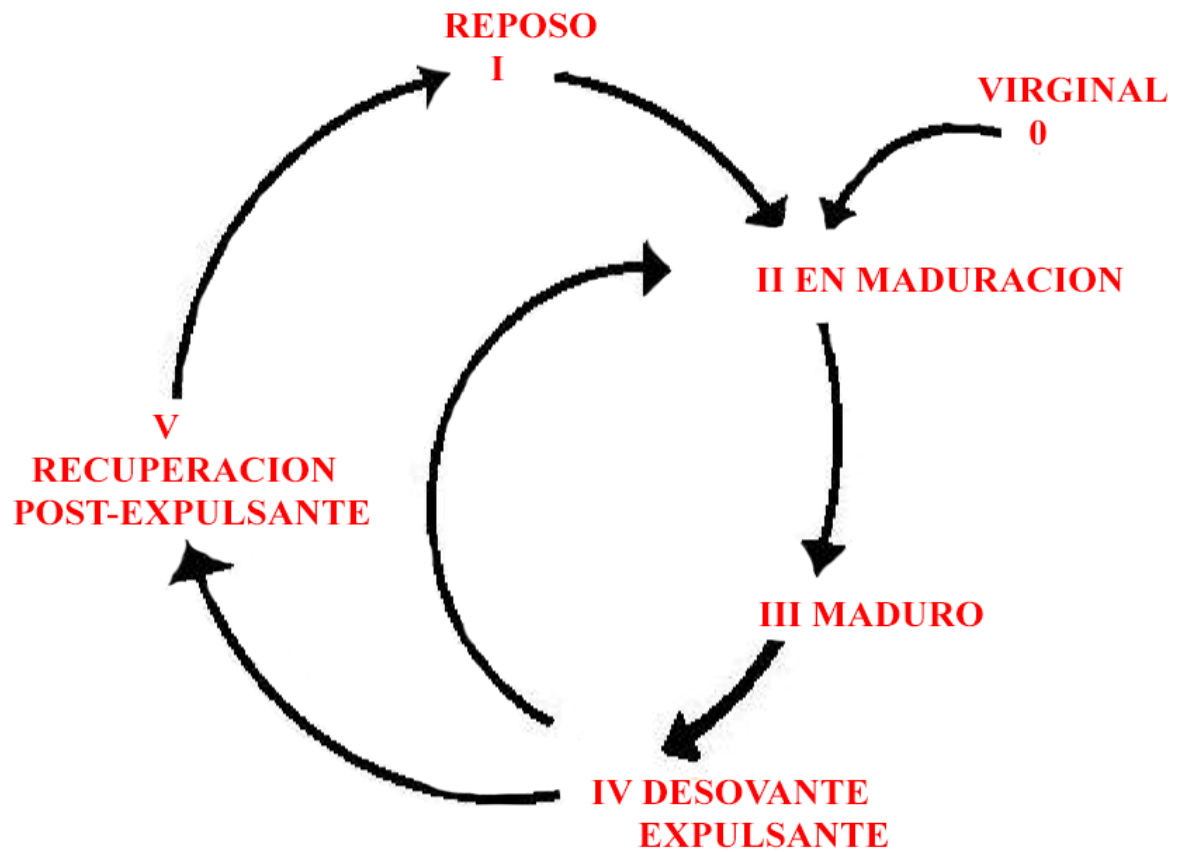 REPOSO
I
VIRGINAL
0
II EN MADURACION
V
RECUPERACION
POST-EXPULSANTE
III MADURO
IV DESOVANTE
EXPULSANTE